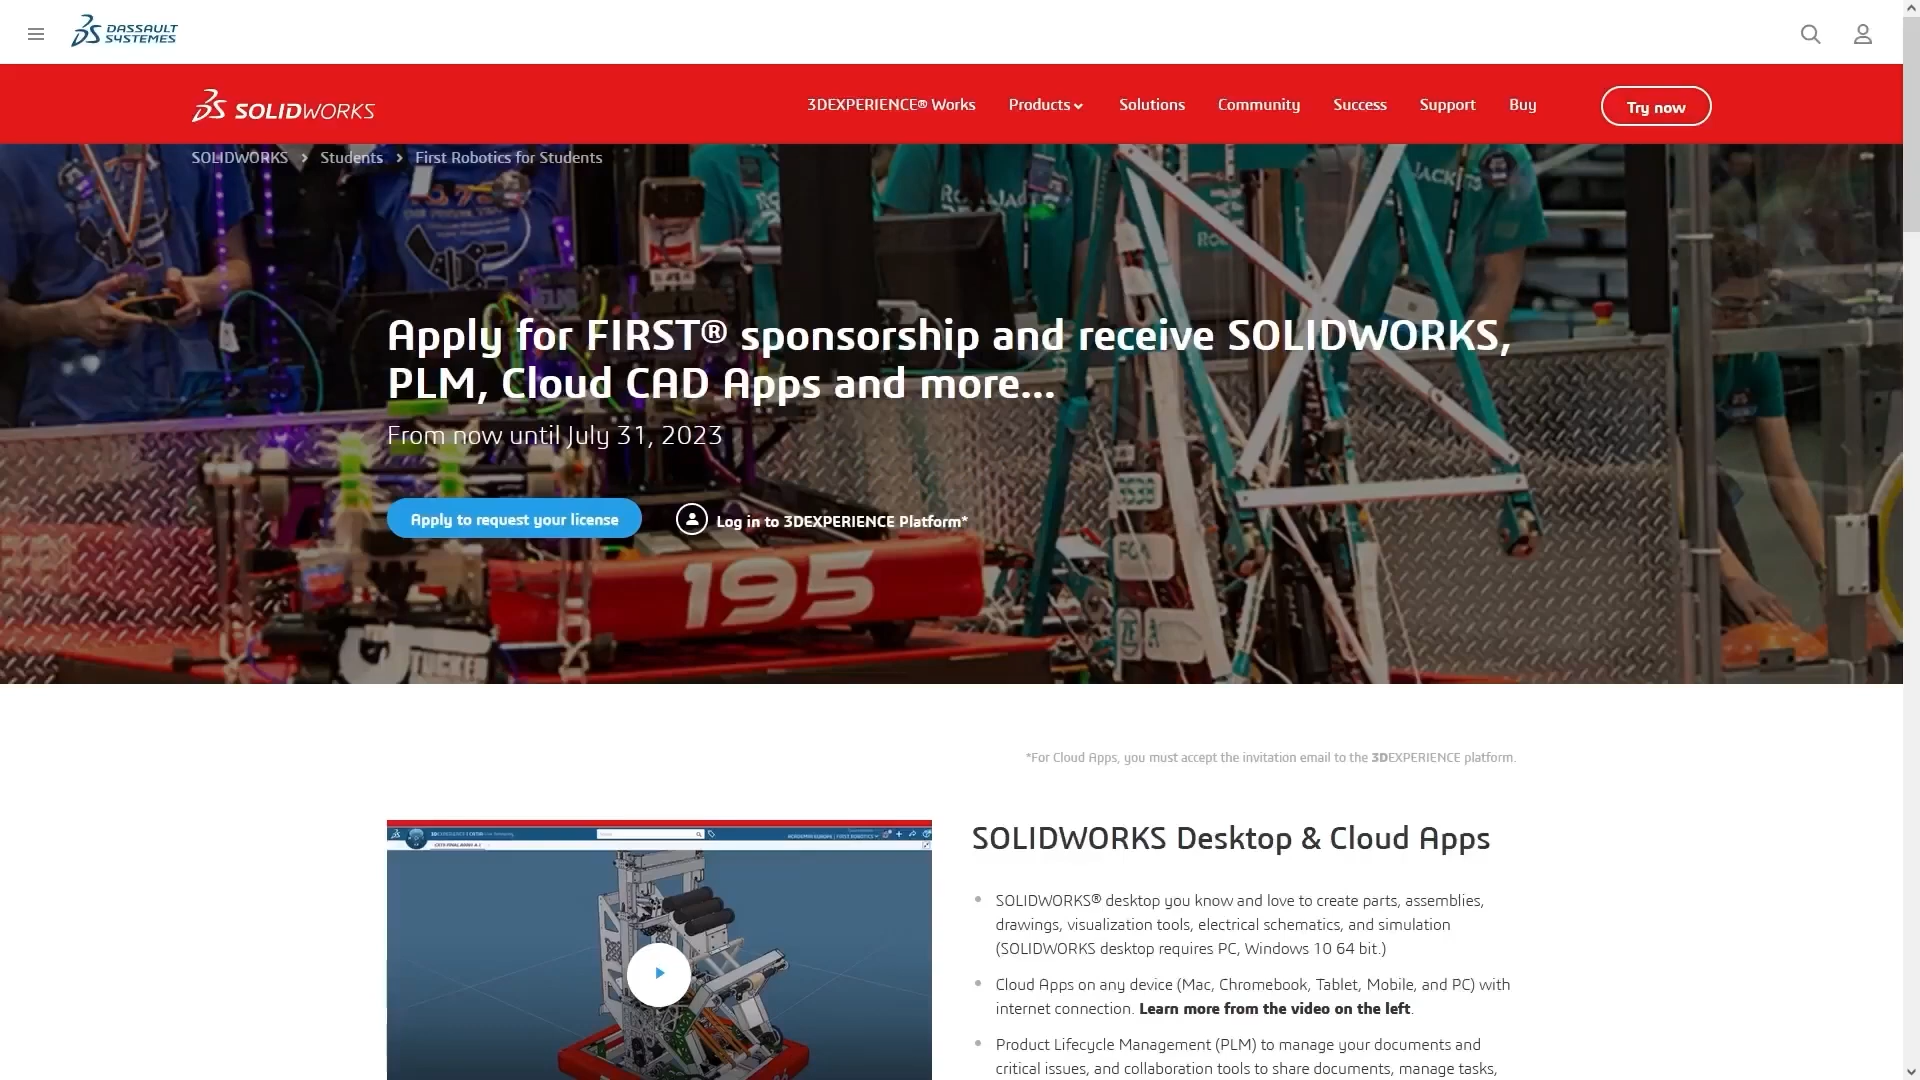 DASSAULT
SYSTEMES
SOLIDWORKS
3DEXPERIENCE® Works
Products
Solutions
Community
Success
Support
Buy
Try now
SOLIDWORKS > Students > First Robotics for Students
Apply for FIRST® sponsorship and receive SOLIDWORKS,
PLM, Cloud CAD Apps and more...
From now until July 31, 2023
Apply to request your license
Log in to 3DEXPERIENCE Platform*
195
TUCKER
*For Cloud Apps, you must accept the invitation email to the 3DEXPERIENCE platform.
SOLIDWORKS Desktop & Cloud Apps
SOLIDWORKS® desktop you know and love to create parts, assemblies,
drawings, visualization tools, electrical schematics, and simulation
(SOLIDWORKS desktop requires PC, Windows 10 64 bit.)
Cloud Apps on any device (Mac, Chromebook, Tablet, Mobile, and PC) with
internet connection. Learn more from the video on the left.
Product Lifecycle Management (PLM) to manage your documents and
critical issues, and collaboration tools to share documents, manage tasks,